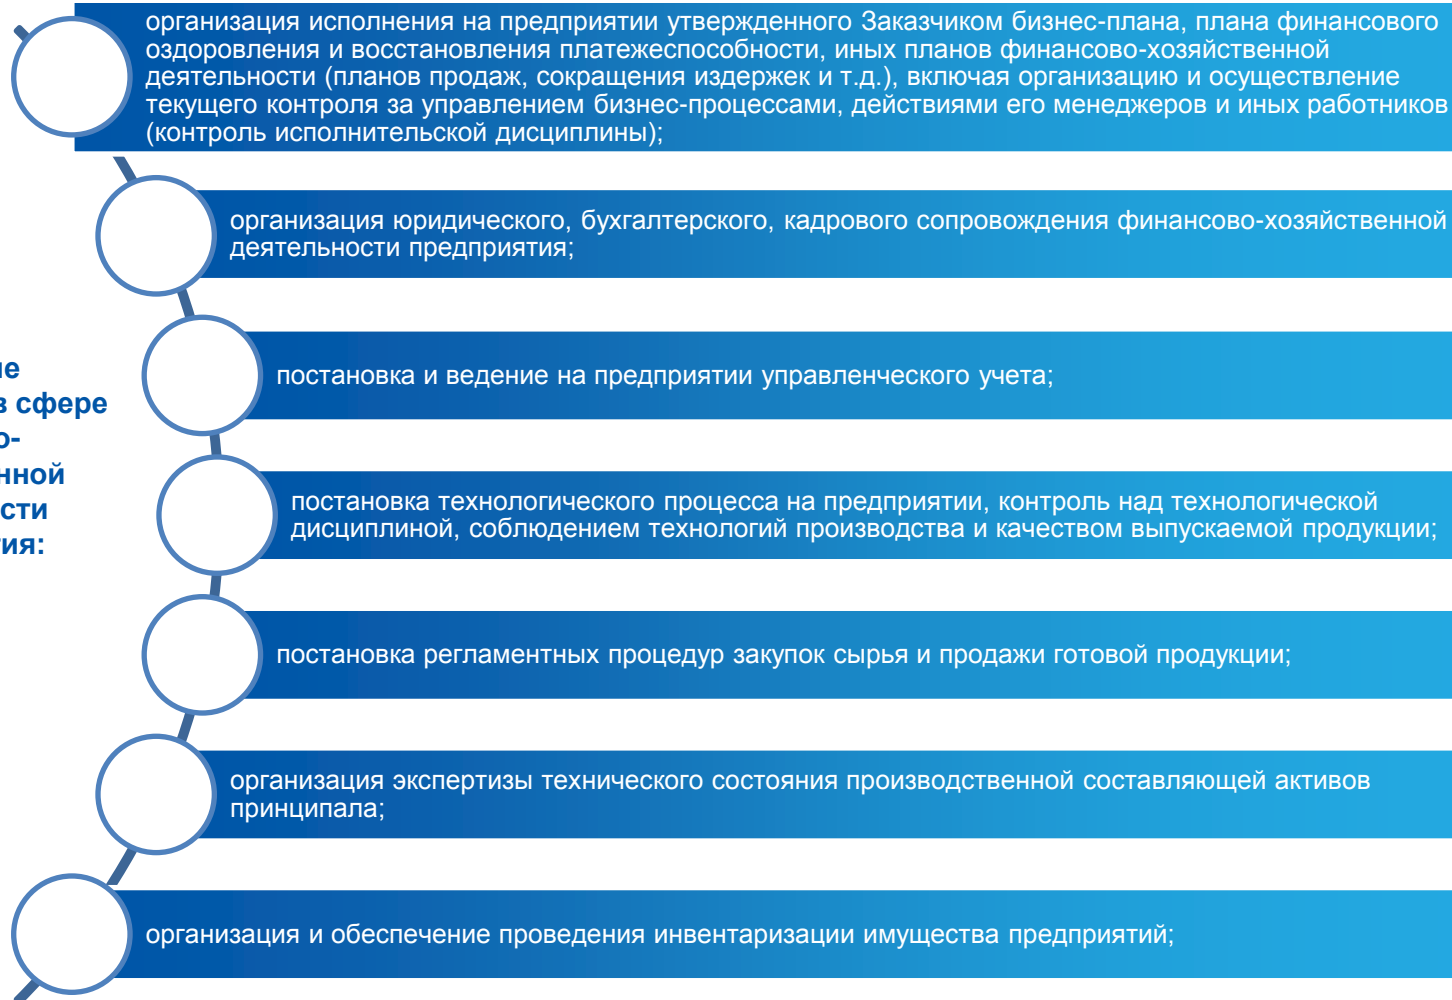 организация исполнения на предприятии утвержденного Заказчиком бизнес-плана, плана финансового
оздоровления и восстановления платежеспособности, иных планов финансово-хозяйственной
деятельности (планов продаж, сокращения издержек и т.д.), включая организацию и осуществление
текущего контроля за управлением бизнес-процессами, действиями его менеджеров и иных работников
(контроль исполнительской дисциплины);
организация юридического, бухгалтерского, кадрового сопровождения финансово-хозяйственной
деятельности предприятия;
постановка и ведение на предприятии управленческого учета;
в сфере
постановка технологического процесса на предприятии, контроль над технологической
дисциплиной, соблюдением технологий производства и качеством выпускаемой продукции;
постановка регламентных процедур закупок сырья и продажи готовой продукции;
организация экспертизы технического состояния производственной составляющей активов
принципала;
организация и обеспечение проведения инвентаризации имущества предприятий;